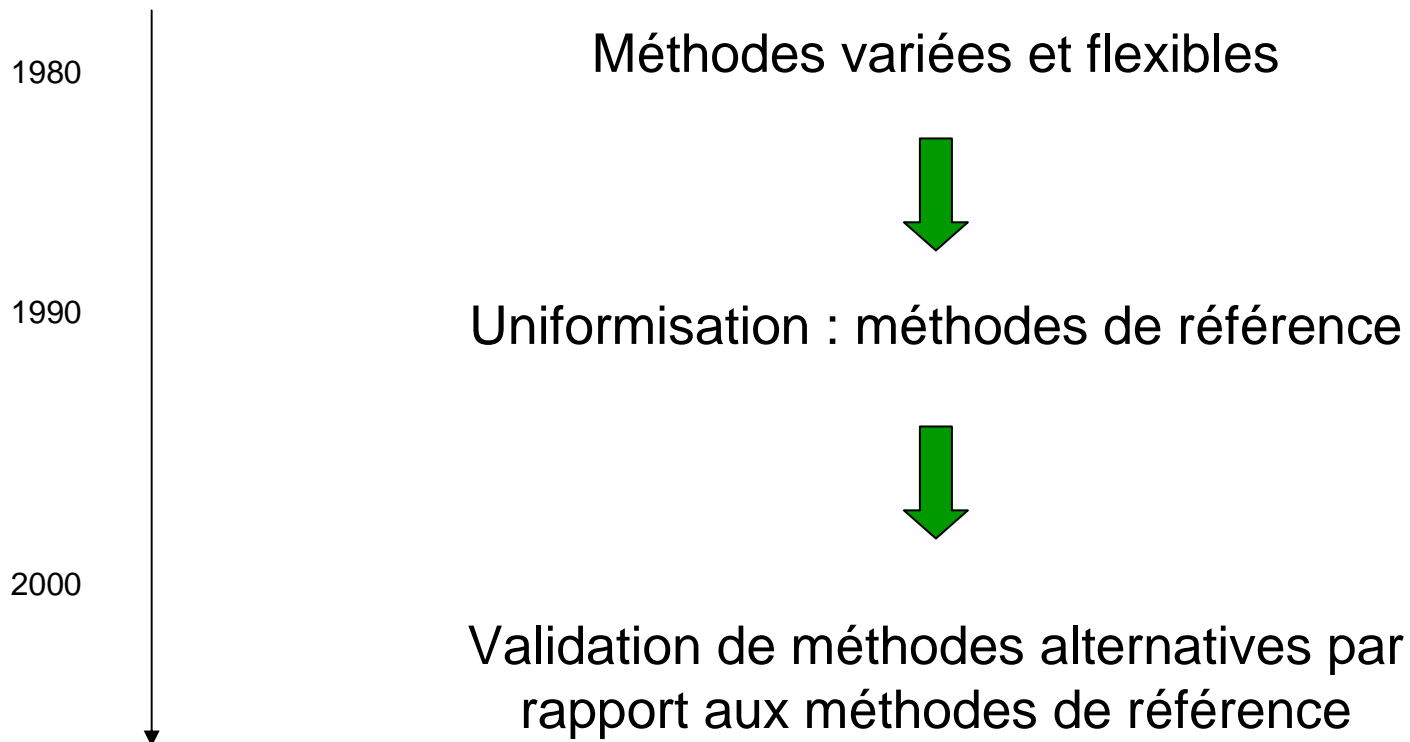 1980
Méthodes variées et flexibles
1990
Uniformisation : méthodes de référence
2000
Validation de méthodes alternatives par
rapport aux méthodes de référence